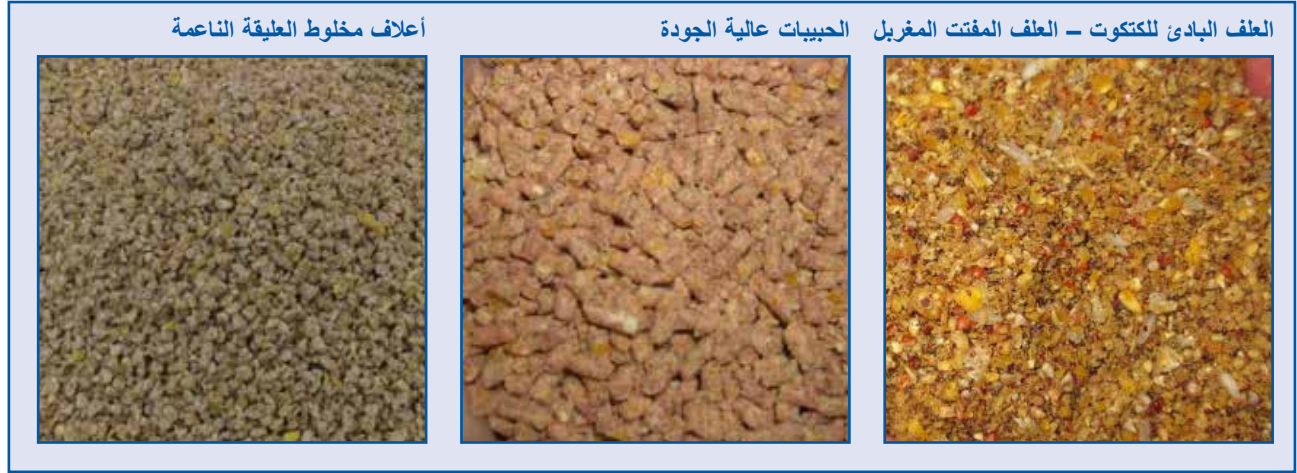 العلف البادئ للكتكوت – العلف المفتت المغربل
الحبيبات عالية الجودة
أعلاف مخلوط العليقة الناعمة